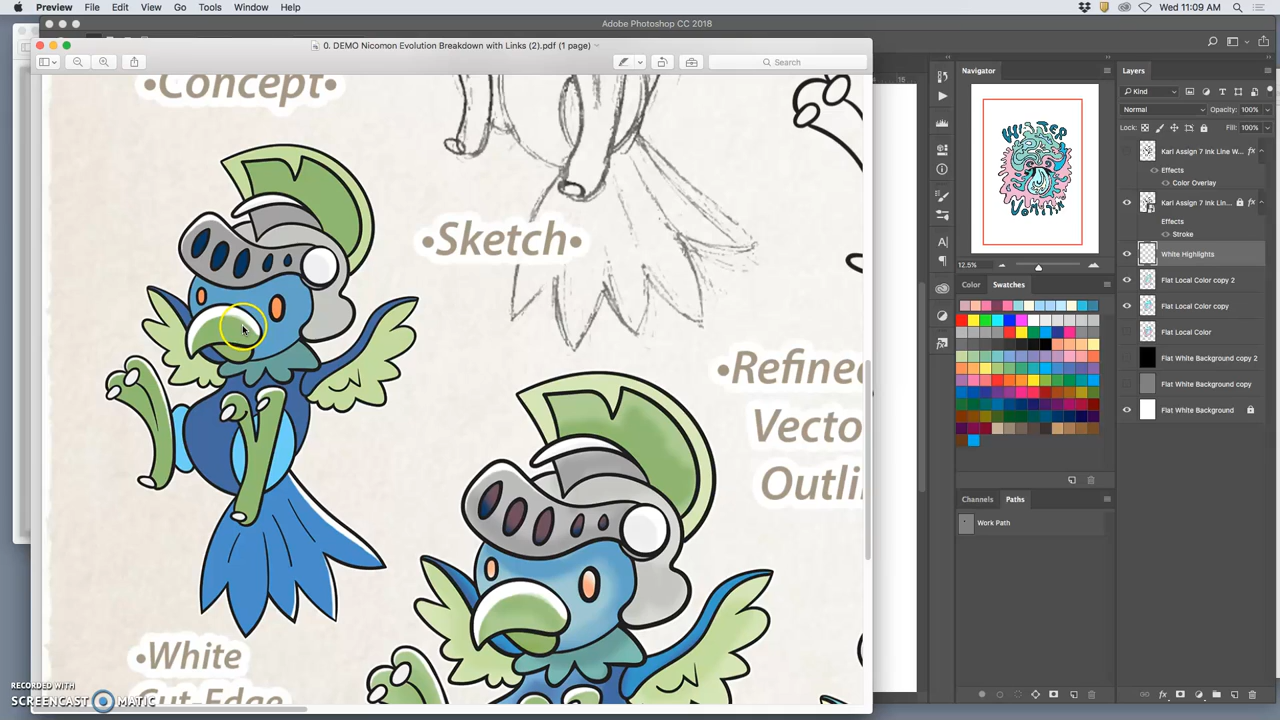 Preview File Edit View Go Tools Window Help
Wed 11:09 AM
Adobe Photoshop CC 2018
0. DEMO Nicomon Evolution Breakdown with Links (2).pdf (1 page)
Search
•Concept•
•Sketch•
•Refine
Vecto
Outli
•White
Cut-Edge
RECORDED WITH
SCREENCAST MATIC
15
Navigator
12.5%
Color Swatches
Channels Paths
Work Path
Layers
Kind
Normal Opacity: 100%
Lock: Fill: 100%
Karl Assign 7 Ink Line W... fx
Effects
Color Overlay
Karl Assign 7 Ink Lin... fx
Effects
Stroke
White Highlights
Flat Local Color copy 2
Flat Local Color copy
Flat Local Color
Flat White Background copy 2
Flat White Background copy
Flat White Background